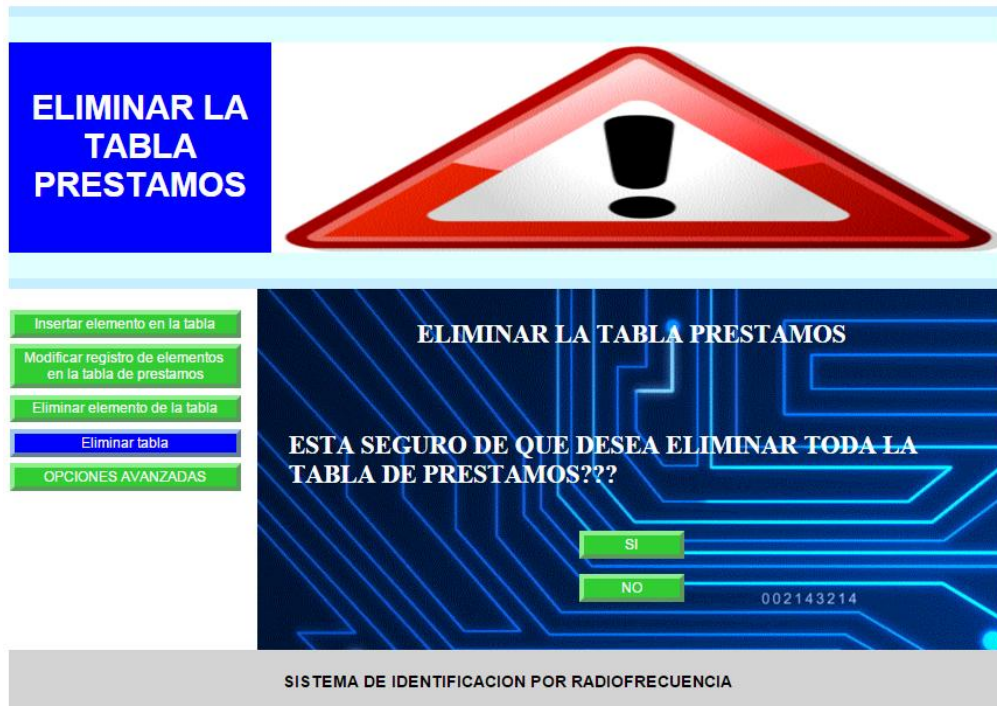 ELIMINAR LA
TABLA
PRESTAMOS
Insertar elemento en la tabla
Modificar registro de elementos
en la tabla de prestamos
Eliminar elemento de la tabla
Eliminar tabla
OPCIONES AVANZADAS
ELIMINAR LA TABLA PRESTAMOS
ESTA SEGURO DE QUE DESEA ELIMINAR TODA LA
TABLA DE PRESTAMOS???
SI
NO
002143214
SISTEMA DE IDENTIFICACION POR RADIOFRECUENCIA